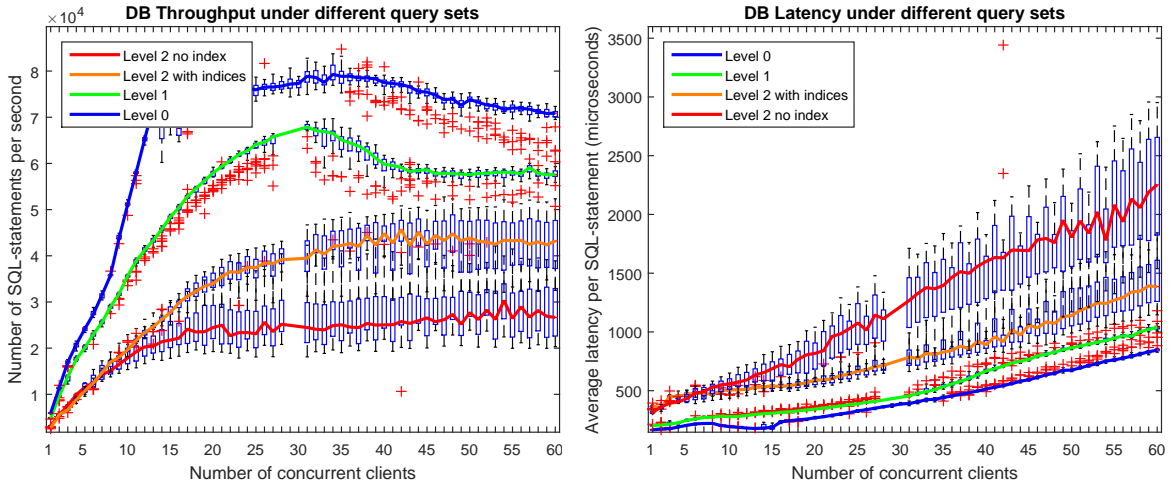 DB Throughput under different query sets
×10⁴
Number of SQL-statements per second
8
7
6
5
4
3
2
1
Level 2 no index
Level 2 with indices
Level 1
Level 0
1 5 10 15 20 25 30 35 40 45 50 55 60
Number of concurrent clients
DB Latency under different query sets
Average latency per SQL-statement (microseconds)
3500
3000
2500
2000
1500
1000
500
Level 0
Level 1
Level 2 with indices
Level 2 no index
1 5 10 15 20 25 30 35 40 45 50 55 60
Number of concurrent clients